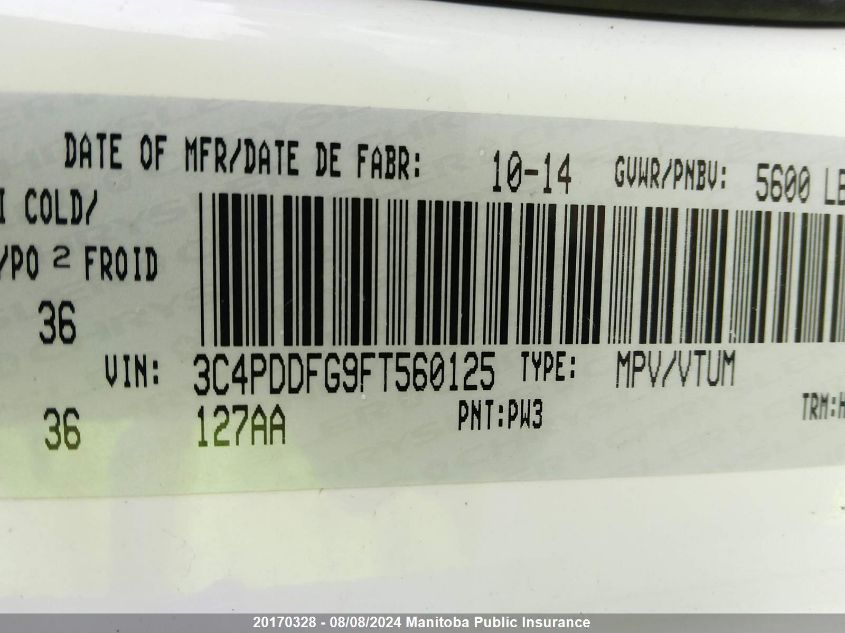 DATE OF MFR/DATE DE FABR: 10-14 GVWR/PNBV: 5600 LB
I COLD/
/PO 2 FROID
36
VIN: 3C4PDDFG9FT560125 TYPE: MPV/VTUM
36 127AA PNT:PW3 TRM:H
20170328 - 08/08/2024 Manitoba Public Insurance